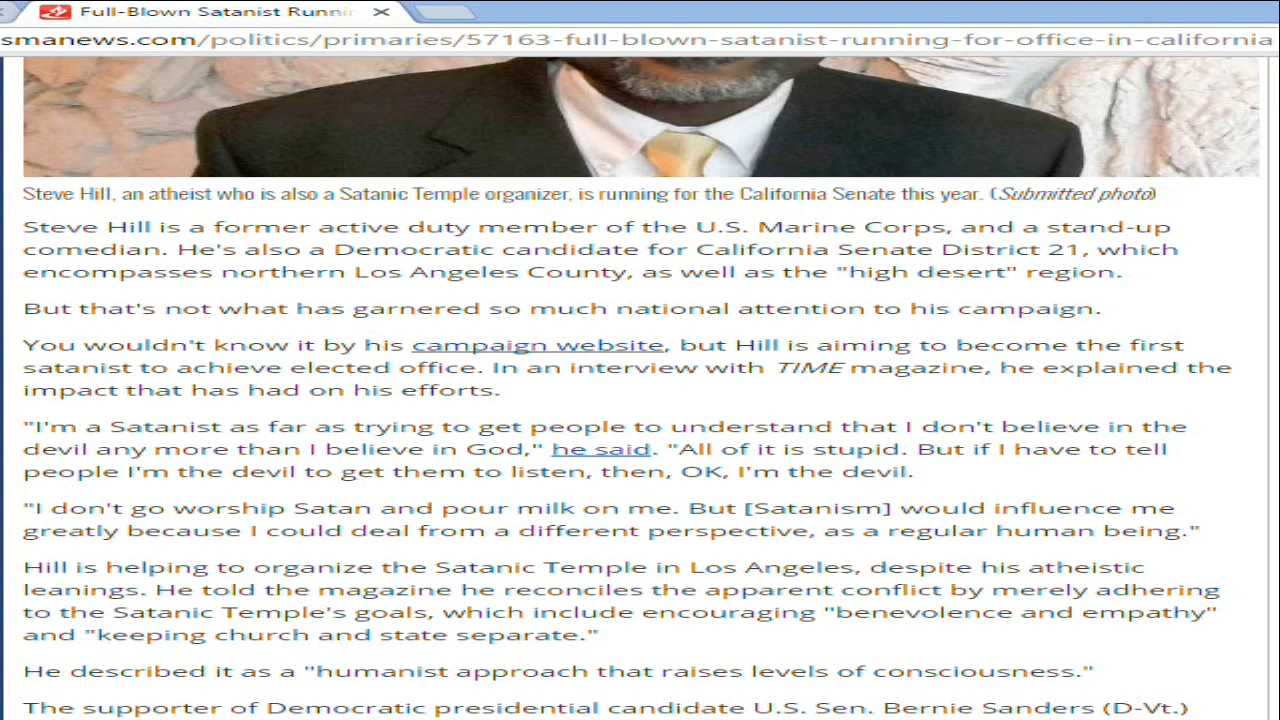 Full-Blown Satanist Runnin
smanews.com/politics/primaries/57163-full-blown-satanist-running-for-office-in-california
Steve Hill, an atheist who is also a Satanic Temple organizer, is running for the California Senate this year. (Submitted photo)
Steve Hill is a former active duty member of the U.S. Marine Corps, and a stand-up
comedian. He's also a Democratic candidate for California Senate District 21, which
encompasses northern Los Angeles County, as well as the "high desert" region.
But that's not what has garnered so much national attention to his campaign.
You wouldn't know it by his campaign website, but Hill is aiming to become the first
satanist to achieve elected office. In an interview with TIME magazine, he explained the
impact that has had on his efforts.
"I'm a Satanist as far as trying to get people to understand that I don't believe in the
devil any more than I believe in God," he said. "All of it is stupid. But if I have to tell
people I'm the devil to get them to listen, then, OK, I'm the devil.
"I don't go worship Satan and pour milk on me. But [Satanism] would influence me
greatly because I could deal from a different perspective, as a regular human being."
Hill is helping to organize the Satanic Temple in Los Angeles, despite his atheistic
leanings. He told the magazine he reconciles the apparent conflict by merely adhering
to the Satanic Temple's goals, which include encouraging "benevolence and empathy"
and "keeping church and state separate."
He described it as a "humanist approach that raises levels of consciousness."
The supporter of Democratic presidential candidate U.S. Sen. Bernie Sanders (D-Vt.)